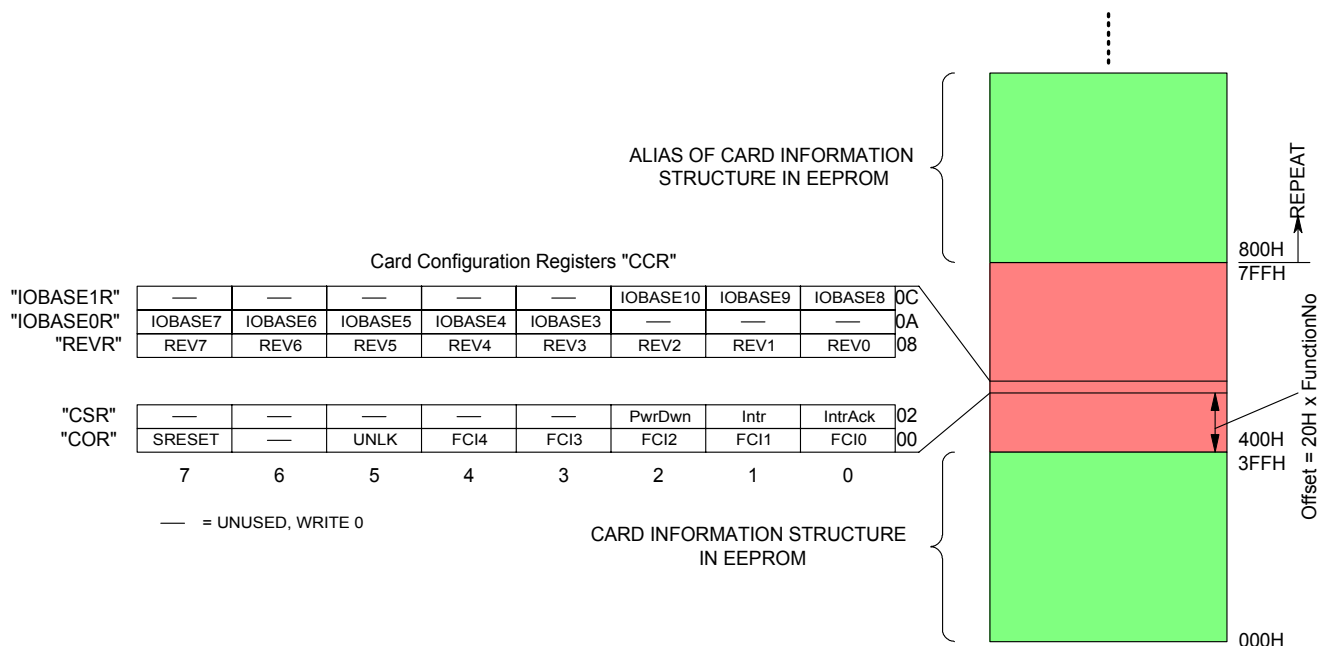 ALIAS OF CARD INFORMATION
STRUCTURE IN EEPROM
REPEAT
800H
7FFH
Card Configuration Registers "CCR"
"IOBASE1R" — — — — — IOBASE10 IOBASE9 IOBASE8 0C
"IOBASE0R" IOBASE7 IOBASE6 IOBASE5 IOBASE4 IOBASE3 — — — 0A
"REVR" REV7 REV6 REV5 REV4 REV3 REV2 REV1 REV0 08
"CSR" — — — — — PwrDwn Intr IntrAck 02
"COR" SRESET — UNLK FCI4 FCI3 FCI2 FCI1 FCI0 00
7 6 5 4 3 2 1 0
— = UNUSED, WRITE 0
400H
3FFH
Offset = 20H x FunctionNo
CARD INFORMATION STRUCTURE
IN EEPROM
000H